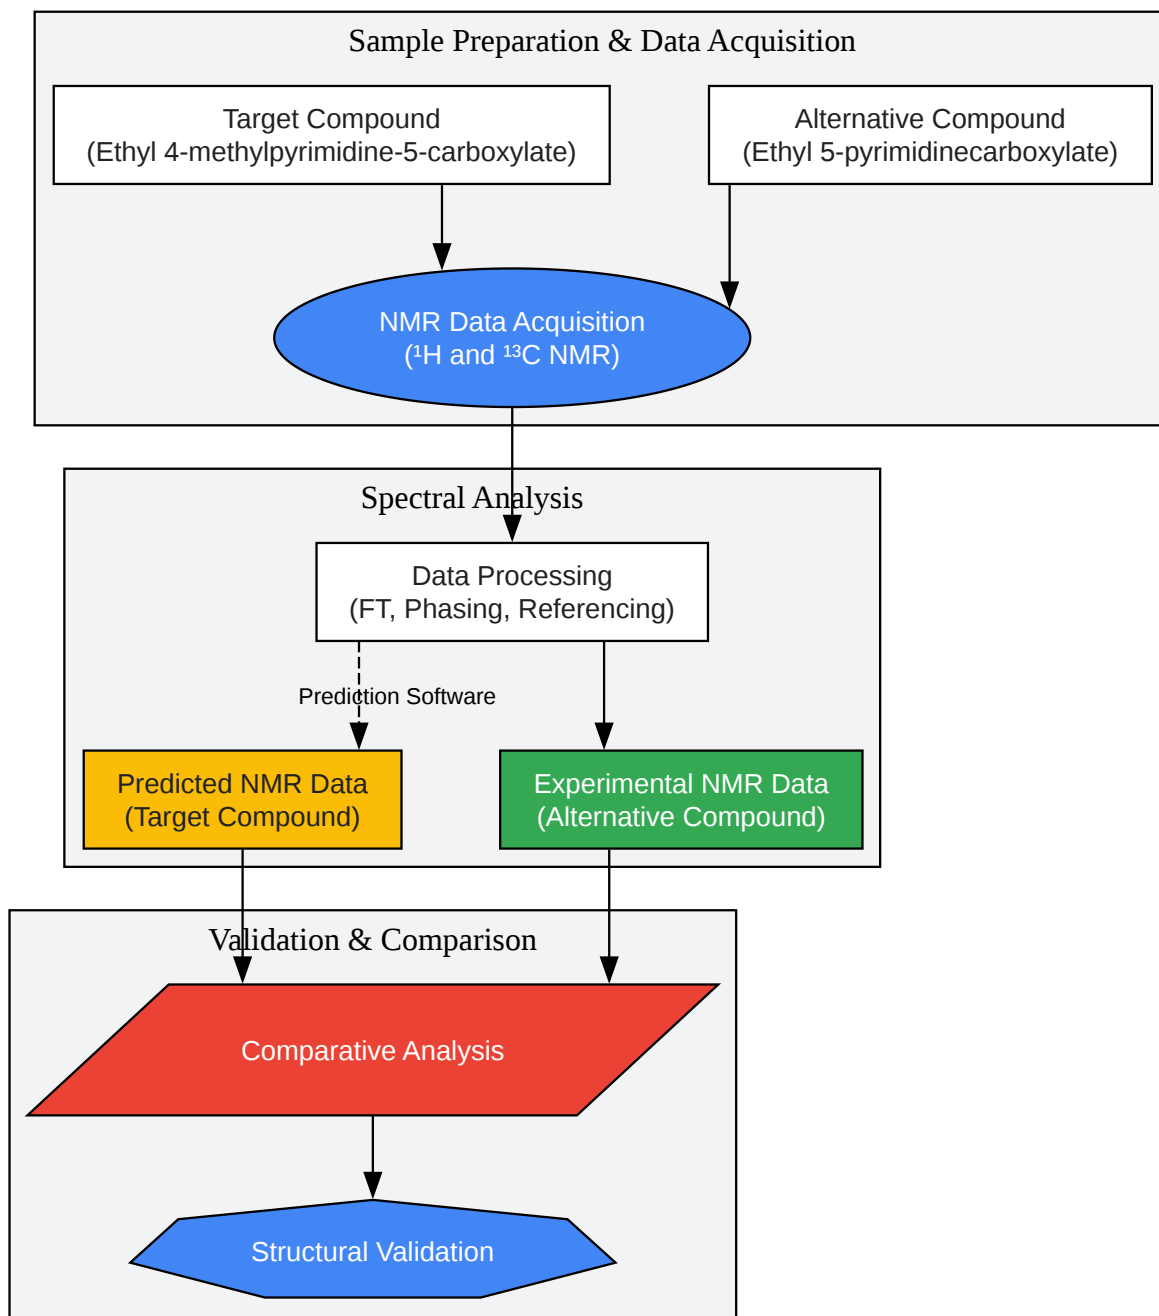 Sample Preparation & Data Acquisition
Target Compound
(Ethyl 4-methylpyrimidine-5-carboxylate)
Alternative Compound
(Ethyl 5-pyrimidinecarboxylate)
NMR Data Acquisition
(¹H and ¹³C NMR)
Spectral Analysis
Data Processing
(FT, Phasing, Referencing)
Prediction Software
Predicted NMR Data
(Target Compound)
Experimental NMR Data
(Alternative Compound)
Validation & Comparison
Comparative Analysis
Structural Validation